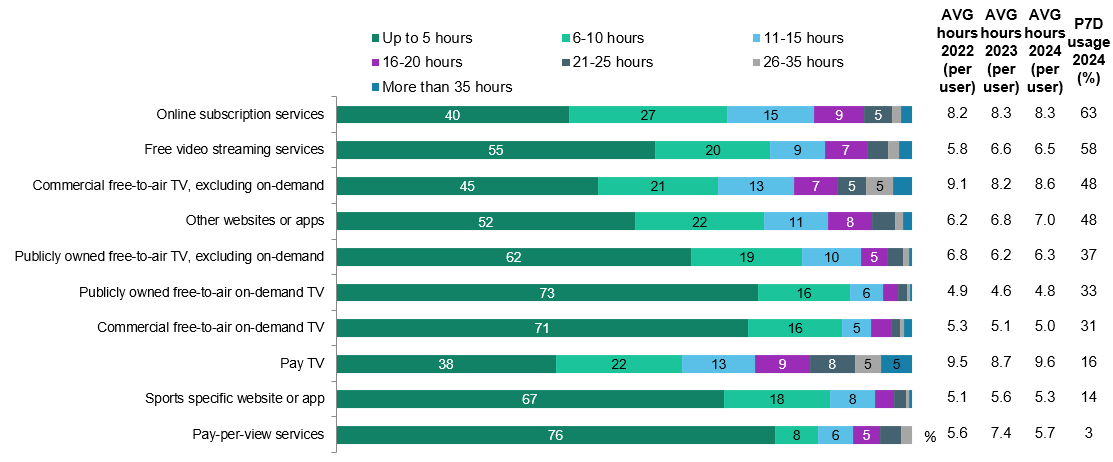 AVG hours 2022 (per user) AVG hours 2023 (per user) AVG hours 2024 (per user) P7D usage 2024 (%)
Up to 5 hours 6-10 hours 11-15 hours
16-20 hours 21-25 hours 26-35 hours
More than 35 hours
Online subscription services 40 27 15 9 5 8.2 8.3 8.3 63
Free video streaming services 55 20 9 7 5.8 6.6 6.5 58
Commercial free-to-air TV, excluding on-demand 45 21 13 7 5 5 9.1 8.2 8.6 48
Other websites or apps 52 22 11 8 6.2 6.8 7.0 48
Publicly owned free-to-air TV, excluding on-demand 62 19 10 5 6.8 6.2 6.3 37
Publicly owned free-to-air on-demand TV 73 16 6 4.9 4.6 4.8 33
Commercial free-to-air on-demand TV 71 16 5 5.3 5.1 5.0 31
Pay TV 38 22 13 9 8 5 5 9.5 8.7 9.6 16
Sports specific website or app 67 18 8 5.1 5.6 5.3 14
Pay-per-view services 76 8 6 5 % 5.6 7.4 5.7 3